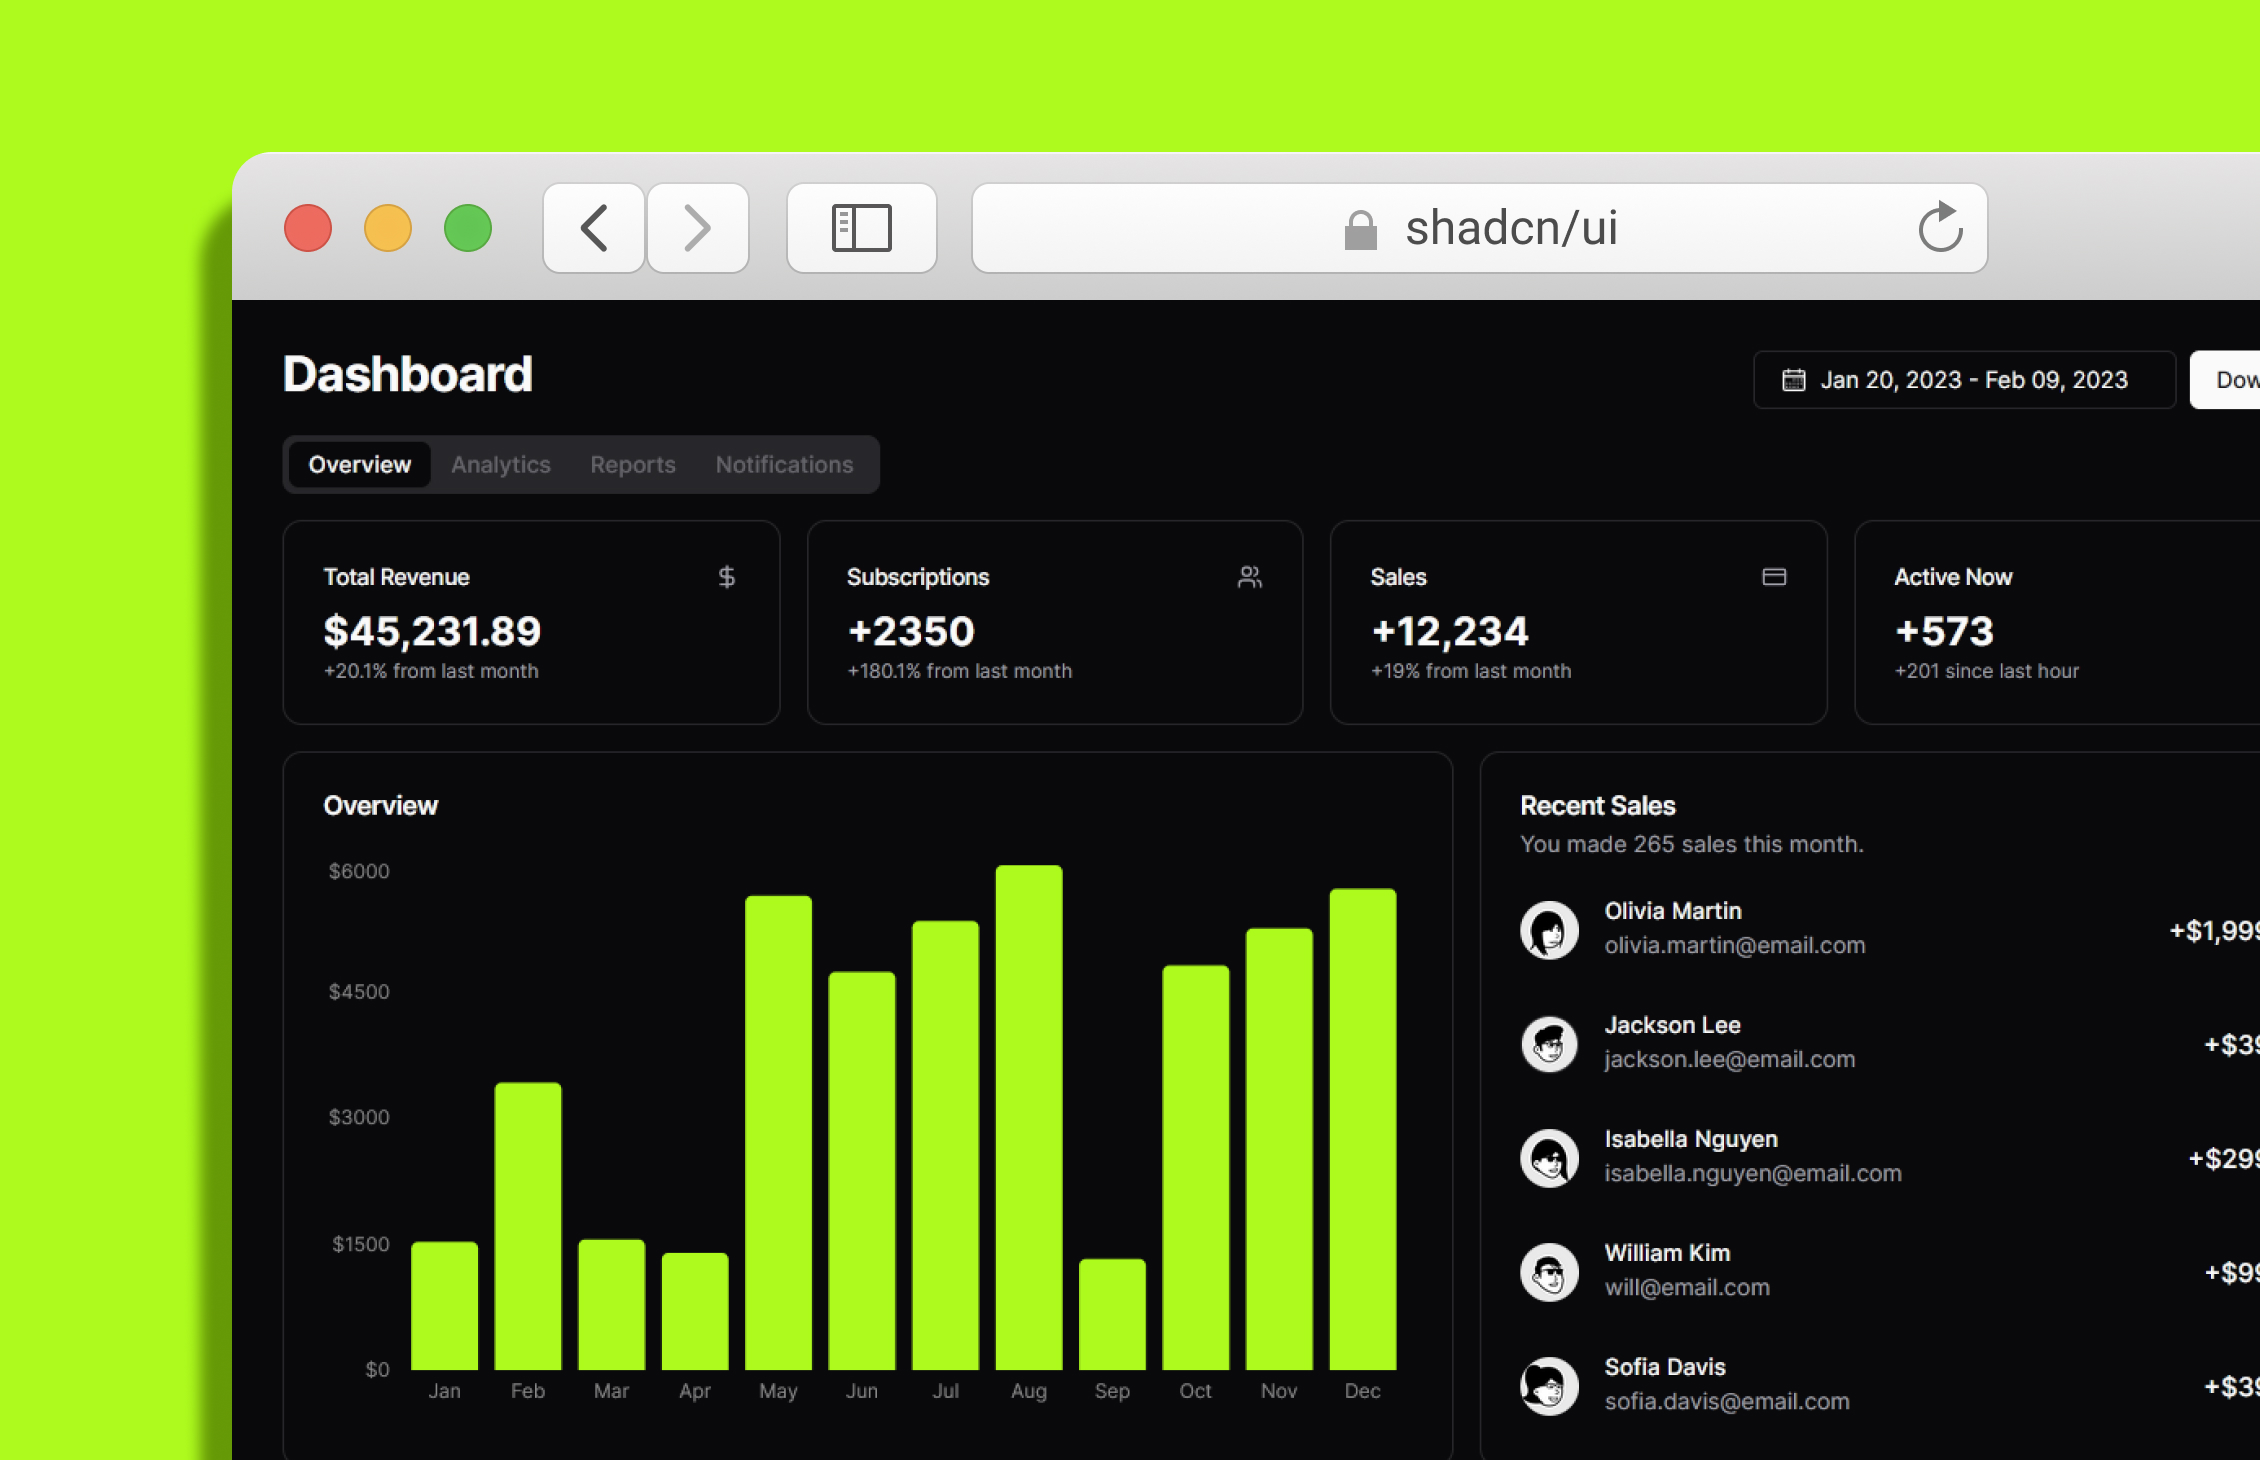 shadcn/ui
Dashboard
Jan 20, 2023 - Feb 09, 2023
Overview Analytics Reports Notifications
Total Revenue
$45,231.89
+20.1% from last month
Subscriptions
+2350
+180.1% from last month
Sales
+12,234
+19% from last month
Active Now
+573
+201 since last hour
Overview
$6000
$4500
$3000
$1500
$0
Jan Feb Mar Apr May Jun Jul Aug Sep Oct Nov Dec
Recent Sales
You made 265 sales this month.
Olivia Martin
olivia.martin@email.com
+$1,999
Jackson Lee
jackson.lee@email.com
+$39
Isabella Nguyen
isabella.nguyen@email.com
+$299
William Kim
will@email.com
+$99
Sofia Davis
sofia.davis@email.com
+$39